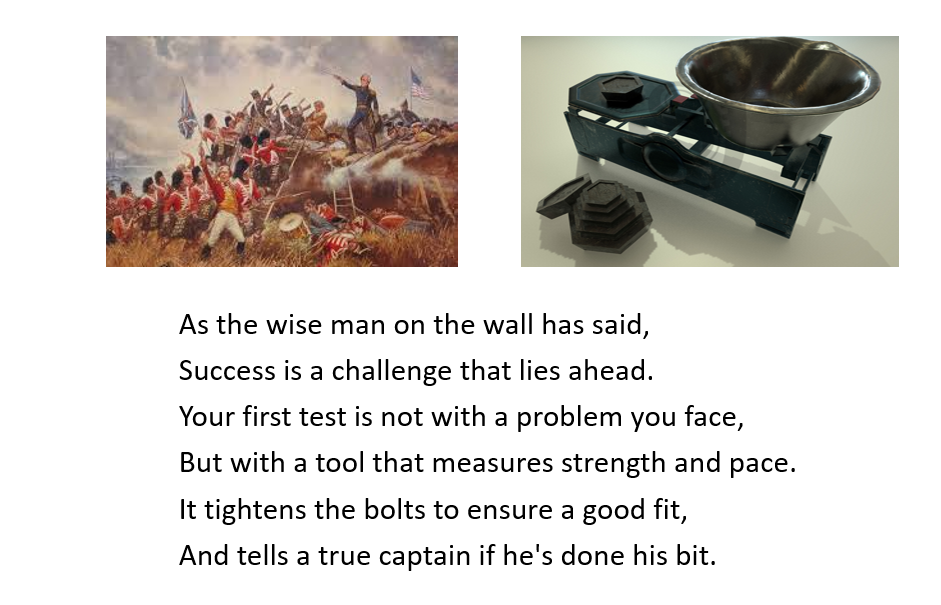 As the wise man on the wall has said,
Success is a challenge that lies ahead.
Your first test is not with a problem you face,
But with a tool that measures strength and pace.
It tightens the bolts to ensure a good fit,
And tells a true captain if he's done his bit.